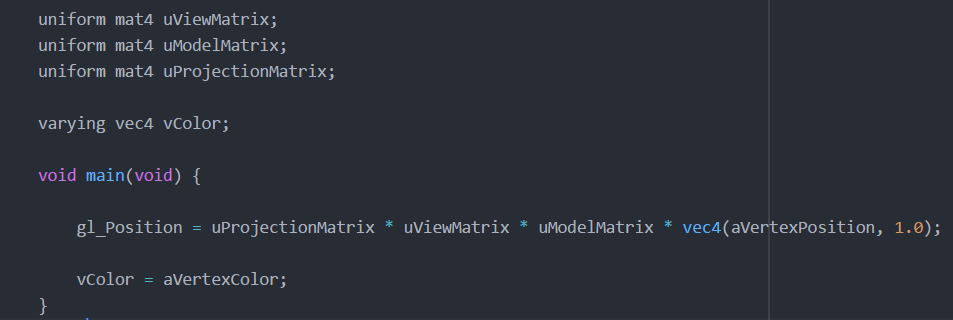 uniform mat4 uViewMatrix;
uniform mat4 uModelMatrix;
uniform mat4 uProjectionMatrix;
varying vec4 vColor;
void main(void) {
gl_Position = uProjectionMatrix * uViewMatrix * uModelMatrix * vec4(aVertexPosition, 1.0);
vColor = aVertexColor;
}